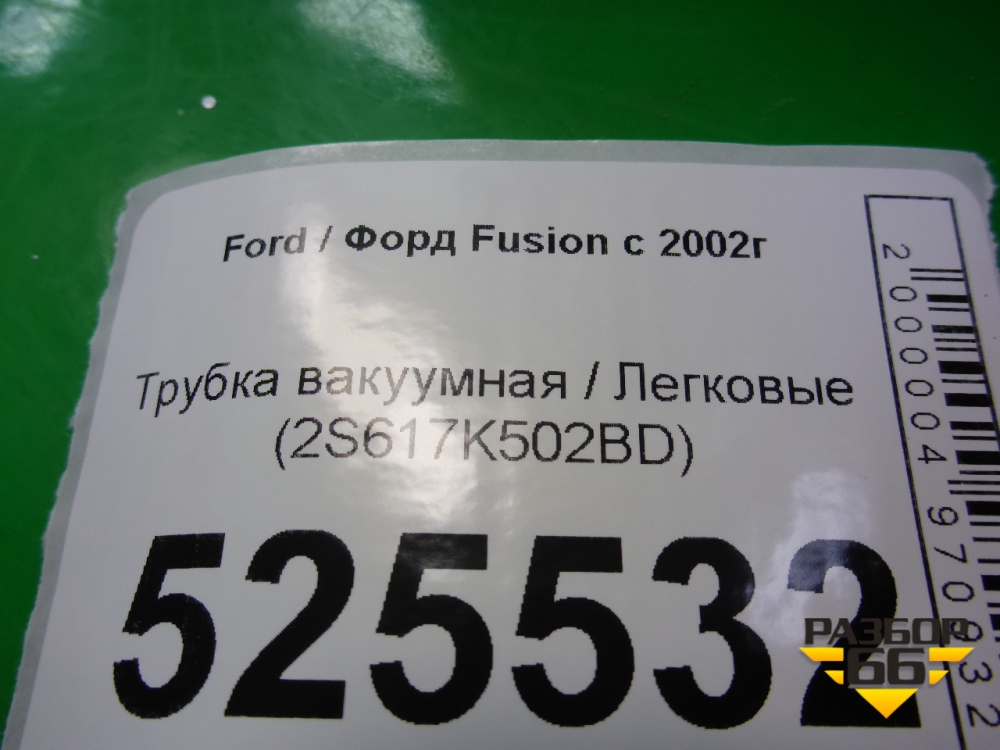 Ford / Форд Fusion с 2002г
Трубка вакуумная / Легковые
(2S617K502BD)
525532
РАЗБОР
66